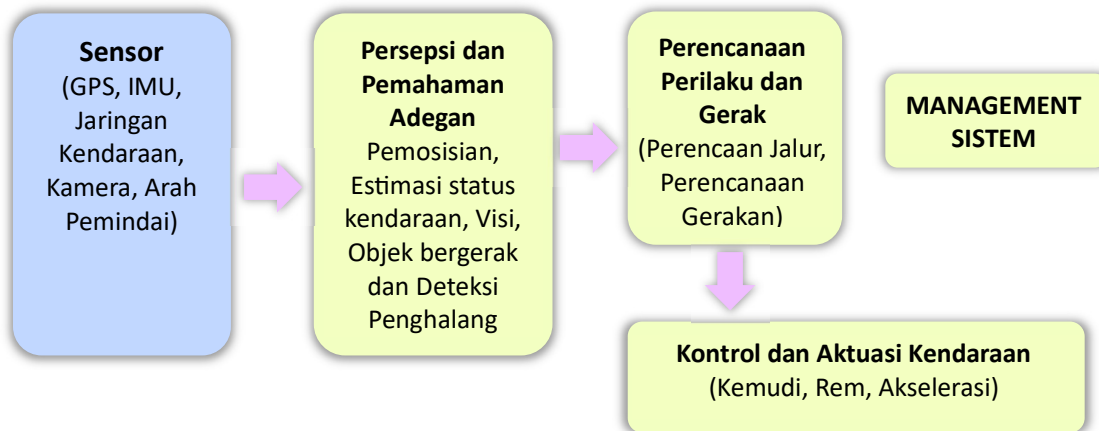 Sensor
(GPS, IMU,
Jaringan
Kendaraan,
Kamera, Arah
Pemindai)
Persepsi dan
Pemahaman
Adegan
Pemosisian,
Estimasi status
kendaraan, Visi,
Objek bergerak
dan Deteksi
Penghalang
Perencanaan
Perilaku dan
Gerak
(Perencaan Jalur,
Perencanaan
Gerakan)
MANAGEMENT
SISTEM
Kontrol dan Aktuasi Kendaraan
(Kemudi, Rem, Akselerasi)